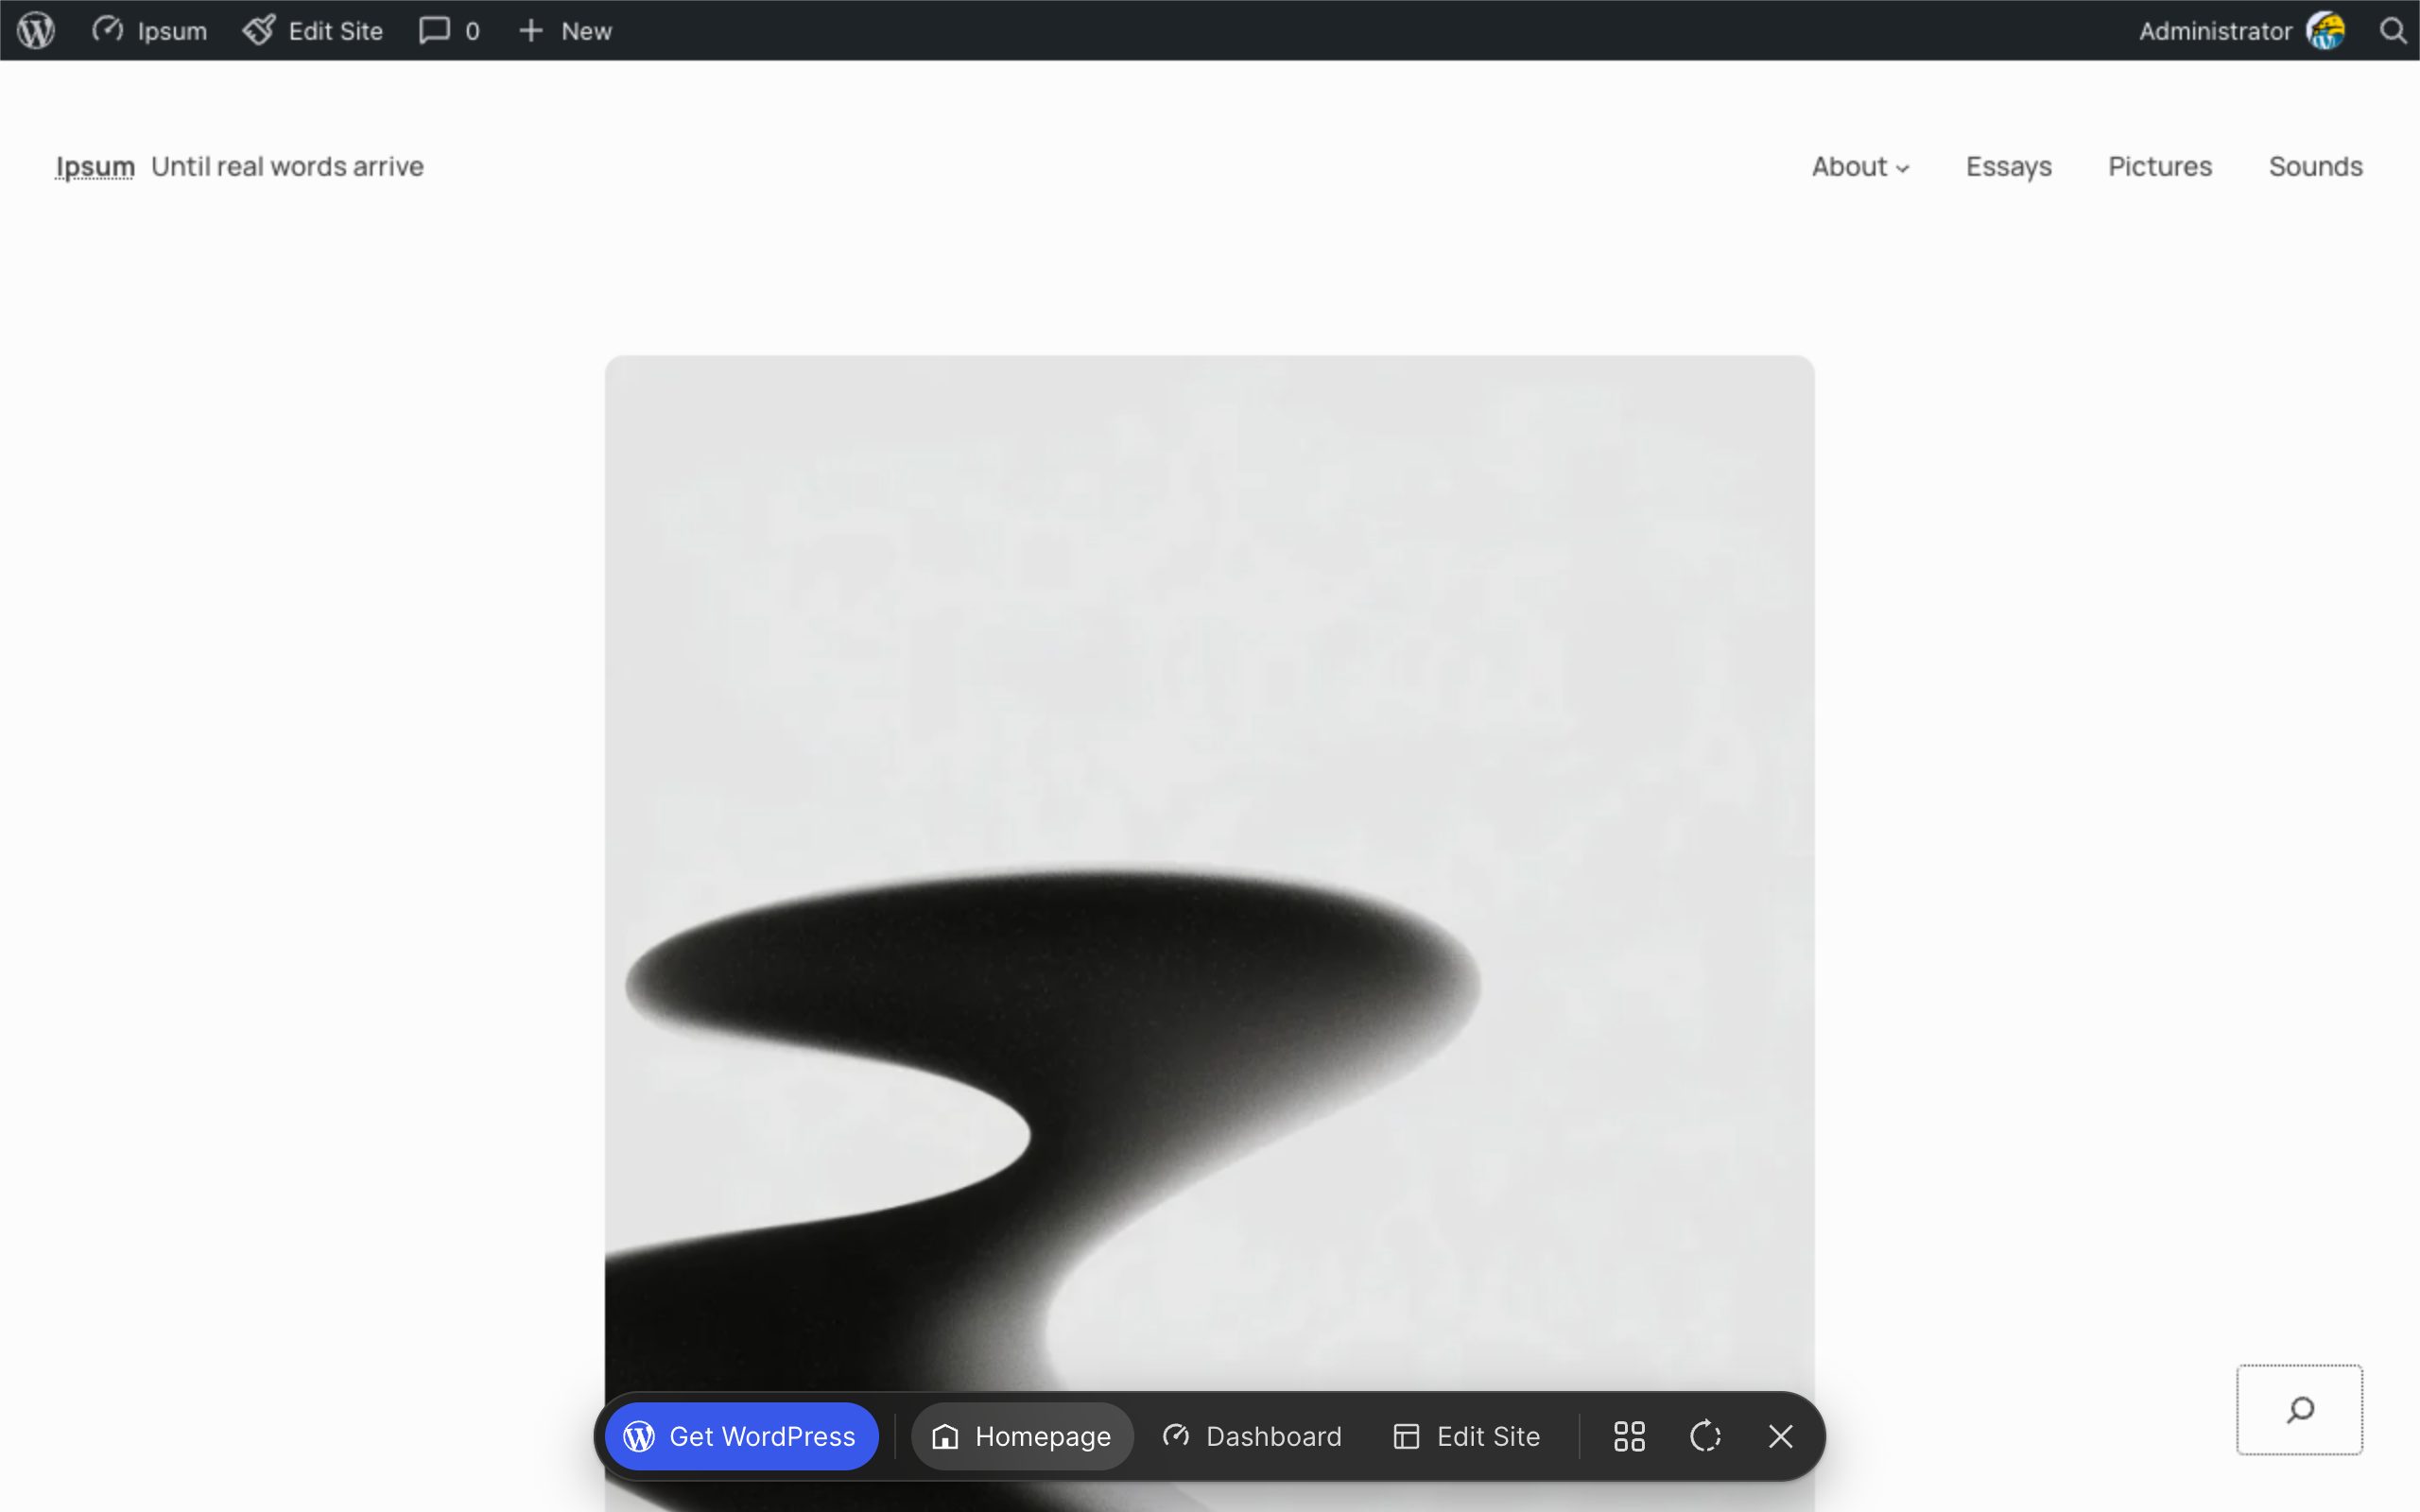 Ipsum Edit Site 0 New Administrator
Ipsum Until real words arrive About Essays Pictures Sounds
Get WordPress Homepage Dashboard Edit Site